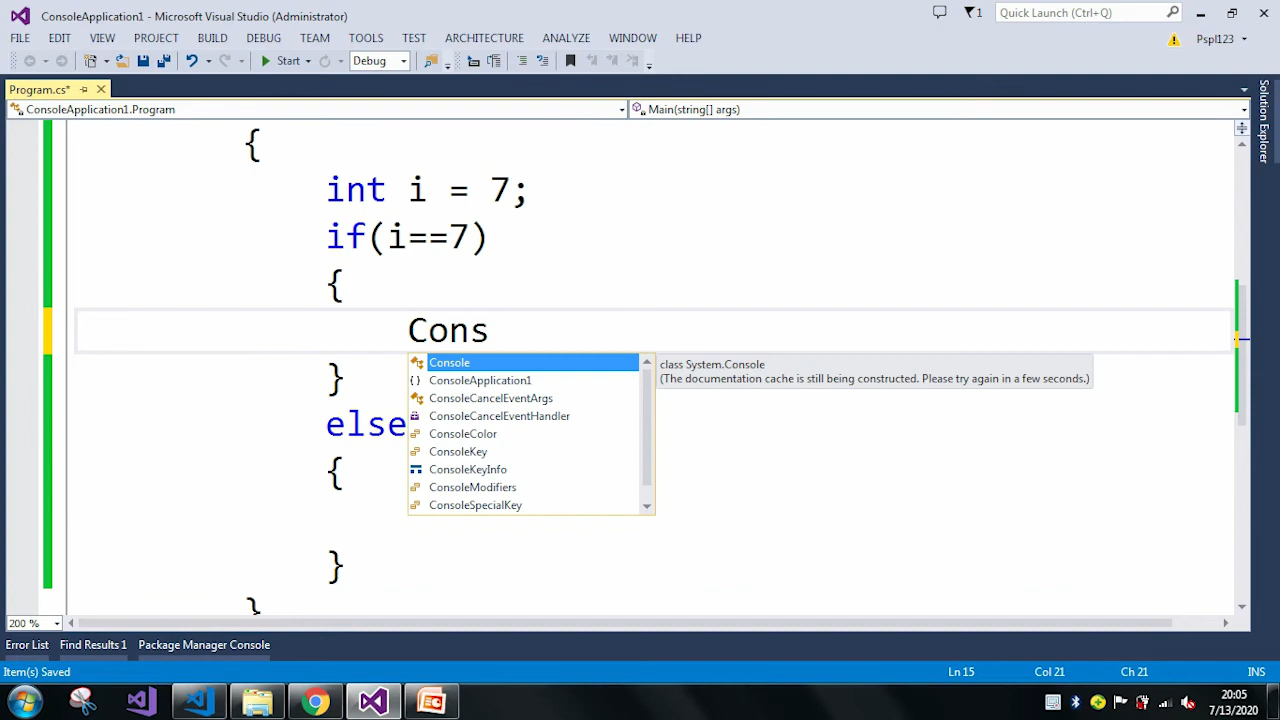 ConsoleApplication1 - Microsoft Visual Studio (Administrator)
1
Quick Launch (Ctrl+Q)
FILE EDIT VIEW PROJECT BUILD DEBUG TEAM TOOLS TEST ARCHITECTURE ANALYZE WINDOW HELP
Pspl123
Start Debug
Program.cs*
ConsoleApplication1.Program
Main(string[] args)
Solution Explorer
{
int i = 7;
if(i==7)
{
Cons
Console
class System.Console
(The documentation cache is still being constructed. Please try again in a few seconds.)
ConsoleApplication1
ConsoleCancelEventArgs
ConsoleCancelEventHandler
ConsoleColor
ConsoleKey
ConsoleKeyInfo
ConsoleModifiers
ConsoleSpecialKey
}
else
{
}
}
200 %
Error List Find Results 1 Package Manager Console
Item(s) Saved Ln 15 Col 21 Ch 21 INS
20:05
7/13/2020